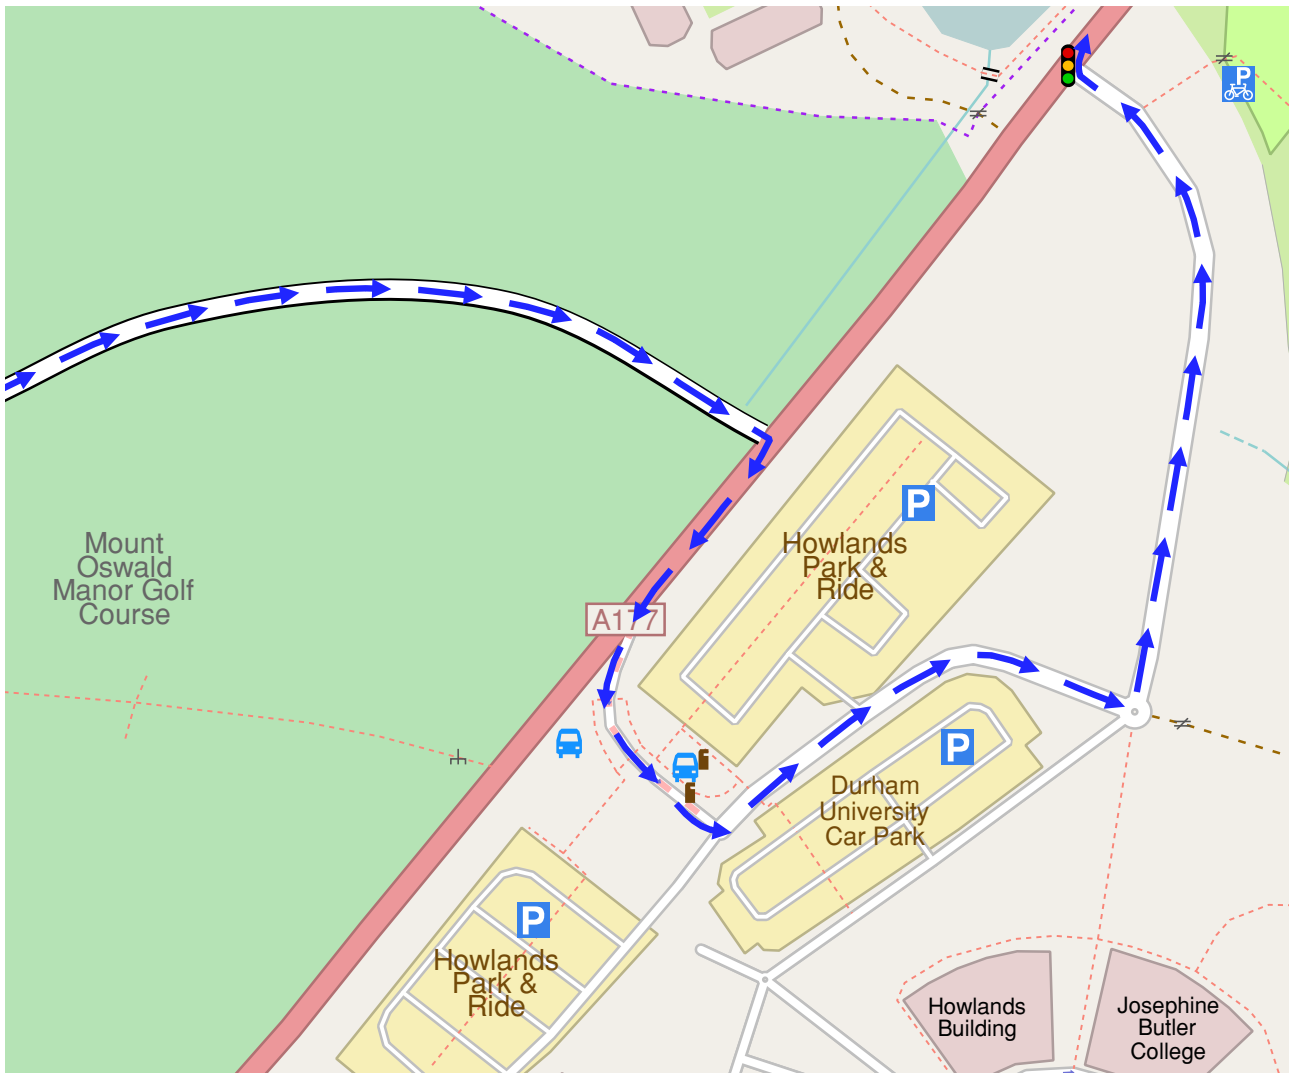 P
P
Howlands
Park &
Ride
Mount
Oswald
Manor Golf
Course
A177
P
Durham
University
Car Park
P
Howlands
Park &
Ride
Howlands
Building
Josephine
Butler
College